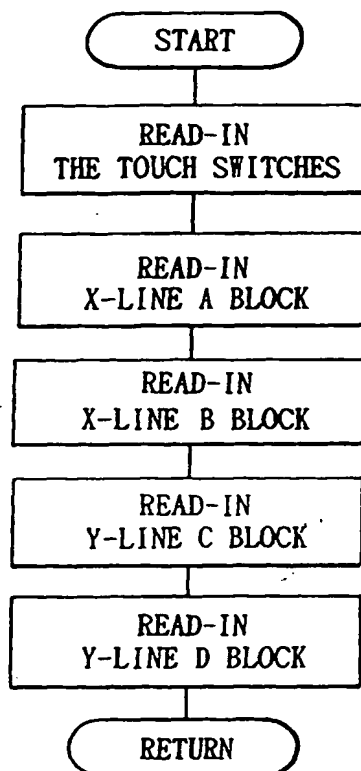 START
READ-IN
THE TOUCH SWITCHES
READ-IN
X-LINE A BLOCK
READ-IN
X-LINE B BLOCK
READ-IN
Y-LINE C BLOCK
READ-IN
Y-LINE D BLOCK
RETURN